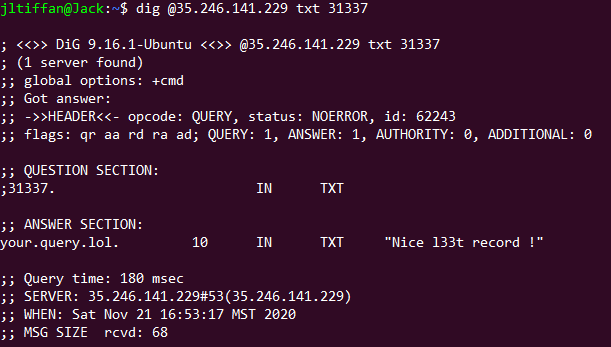 jltiffan@Jack:~$ dig @35.246.141.229 txt 31337
; <<>> DiG 9.16.1-Ubuntu <<>> @35.246.141.229 txt 31337
; (1 server found)
;; global options: +cmd
;; Got answer:
;; ->>HEADER<<- opcode: QUERY, status: NOERROR, id: 62243
;; flags: qr aa rd ra ad; QUERY: 1, ANSWER: 1, AUTHORITY: 0, ADDITIONAL: 0
;; QUESTION SECTION:
;31337. IN TXT
;; ANSWER SECTION:
your.query.lol. 10 IN TXT "Nice l33t record !"
;; Query time: 180 msec
;; SERVER: 35.246.141.229#53(35.246.141.229)
;; WHEN: Sat Nov 21 16:53:17 MST 2020
;; MSG SIZE rcvd: 68